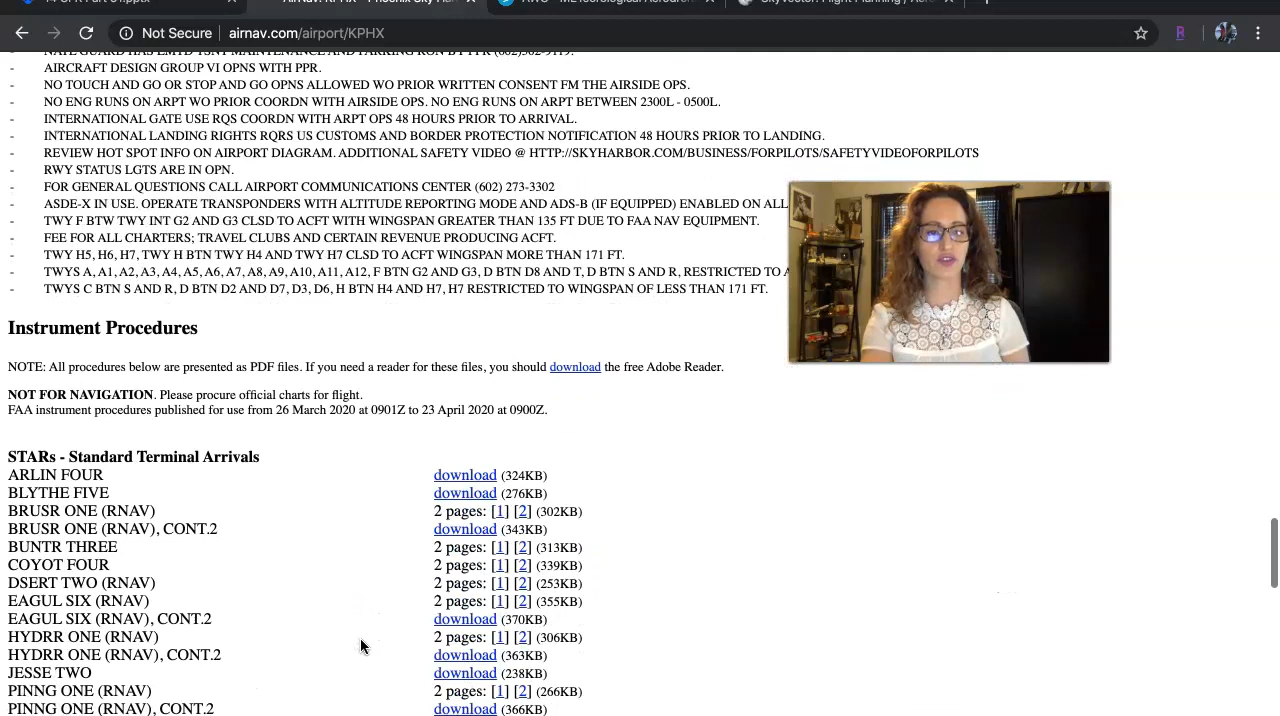 Not Secure
airnav.com/airport/KPHX
- NATL GUARD HAS LMTD TSNT MAINTENANCE AND PARKING RON BY PPR (602)302-9119.
- AIRCRAFT DESIGN GROUP VI OPNS WITH PPR.
- NO TOUCH AND GO OR STOP AND GO OPNS ALLOWED WO PRIOR WRITTEN CONSENT FM THE AIRSIDE OPS.
- NO ENG RUNS ON ARPT WO PRIOR COORDN WITH AIRSIDE OPS. NO ENG RUNS ON ARPT BETWEEN 2300L - 0500L.
- INTERNATIONAL GATE USE RQS COORDN WITH ARPT OPS 48 HOURS PRIOR TO ARRIVAL.
- INTERNATIONAL LANDING RIGHTS RQRS US CUSTOMS AND BORDER PROTECTION NOTIFICATION 48 HOURS PRIOR TO LANDING.
- REVIEW HOT SPOT INFO ON AIRPORT DIAGRAM. ADDITIONAL SAFETY VIDEO @ HTTP://SKYHARBOR.COM/BUSINESS/FORPILOTS/SAFETYVIDEOFORPILOTS
- RWY STATUS LGTS ARE IN OPN.
- FOR GENERAL QUESTIONS CALL AIRPORT COMMUNICATIONS CENTER (602) 273-3302
- ASDE-X IN USE. OPERATE TRANSPONDERS WITH ALTITUDE REPORTING MODE AND ADS-B (IF EQUIPPED) ENABLED ON ALL
- TWY F BTW TWY INT G2 AND G3 CLSD TO ACFT WITH WINGSPAN GREATER THAN 135 FT DUE TO FAA NAV EQUIPMENT.
- FEE FOR ALL CHARTERS; TRAVEL CLUBS AND CERTAIN REVENUE PRODUCING ACFT.
- TWY H5, H6, H7, TWY H BTN TWY H4 AND TWY H7 CLSD TO ACFT WINGSPAN MORE THAN 171 FT.
- TWYS A, A1, A2, A3, A4, A5, A6, A7, A8, A9, A10, A11, A12, F BTN G2 AND G3, D BTN D8 AND T, D BTN S AND R, RESTRICTED TO
- TWYS C BTN S AND R, D BTN D2 AND D7, D3, D6, H BTN H4 AND H7, H7 RESTRICTED TO WINGSPAN OF LESS THAN 171 FT.
Instrument Procedures
NOTE: All procedures below are presented as PDF files. If you need a reader for these files, you should download the free Adobe Reader.
NOT FOR NAVIGATION. Please procure official charts for flight.
FAA instrument procedures published for use from 26 March 2020 at 0901Z to 23 April 2020 at 0900Z.
STARs - Standard Terminal Arrivals
ARLIN FOUR download (324KB)
BLYTHE FIVE download (276KB)
BRUSR ONE (RNAV) 2 pages: [1] [2] (302KB)
BRUSR ONE (RNAV), CONT.2 download (343KB)
BUNTR THREE 2 pages: [1] [2] (313KB)
COYOT FOUR 2 pages: [1] [2] (339KB)
DSERT TWO (RNAV) 2 pages: [1] [2] (253KB)
EAGUL SIX (RNAV) 2 pages: [1] [2] (355KB)
EAGUL SIX (RNAV), CONT.2 download (370KB)
HYDRR ONE (RNAV) 2 pages: [1] [2] (306KB)
HYDRR ONE (RNAV), CONT.2 download (363KB)
JESSE TWO download (238KB)
PINNG ONE (RNAV) 2 pages: [1] [2] (266KB)
PINNG ONE (RNAV), CONT.2 download (366KB)